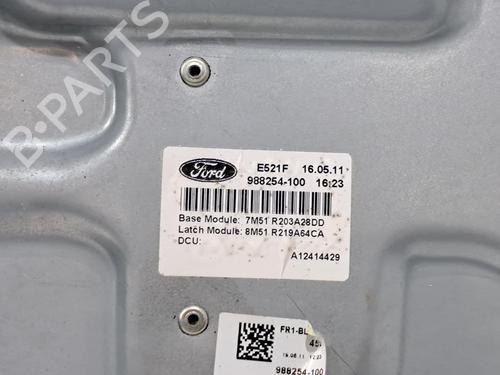 B-PARTS
Ford
E521F 16.05.11
988254-100 16:23
Base Module: 7M51 R203A28DD
Latch Module: 8M51 R219A64CA
DCU:
A12414429
FR1-BL
988254-100